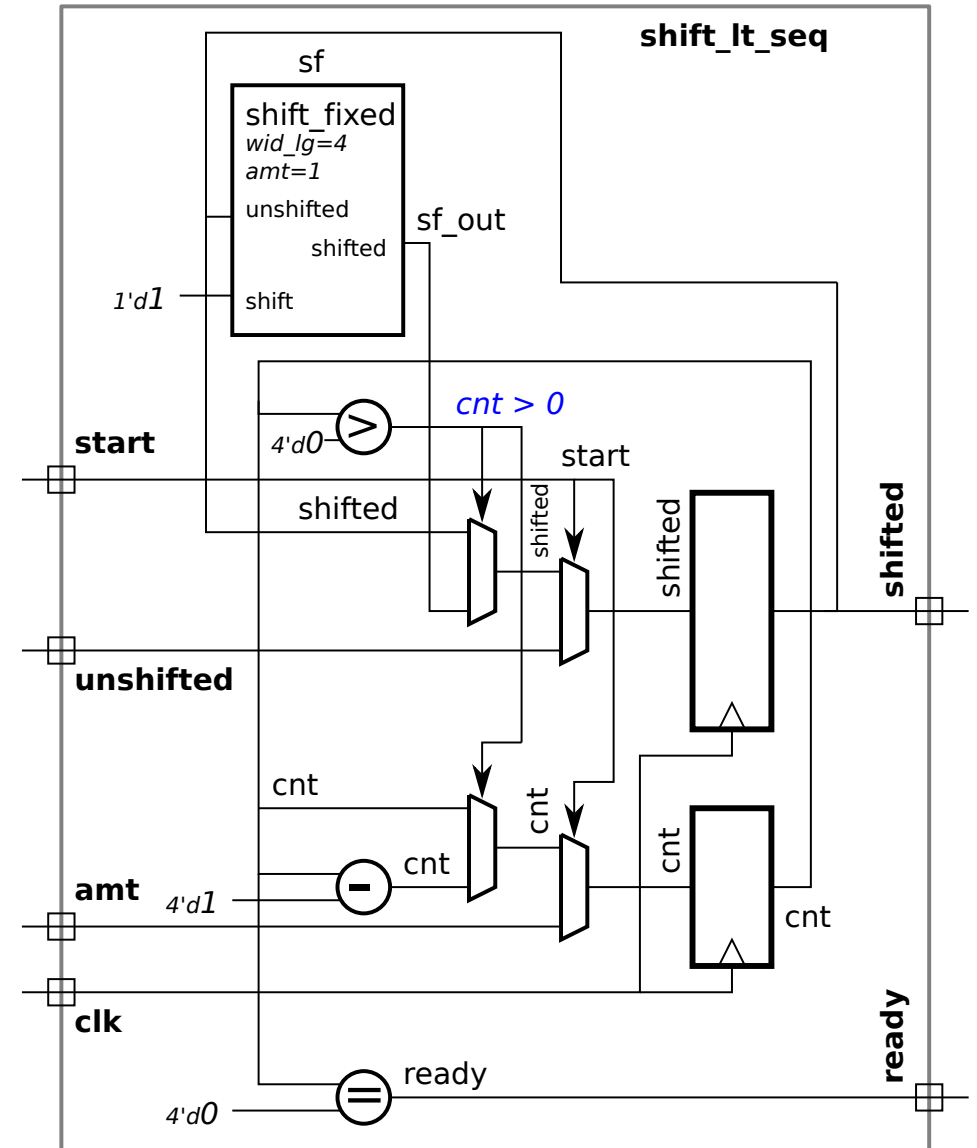 shift_lt_seq
sf
shift_fixed
wid_lg=4
amt=1
unshifted
shifted
shift
sf_out
1'd1
>
4'd0
cnt > 0
start
start
shifted
shifted
shifted
shifted
unshifted
cnt
cnt
cnt
cnt
-
4'd1
amt
cnt
clk
ready
ready
=
4'd0